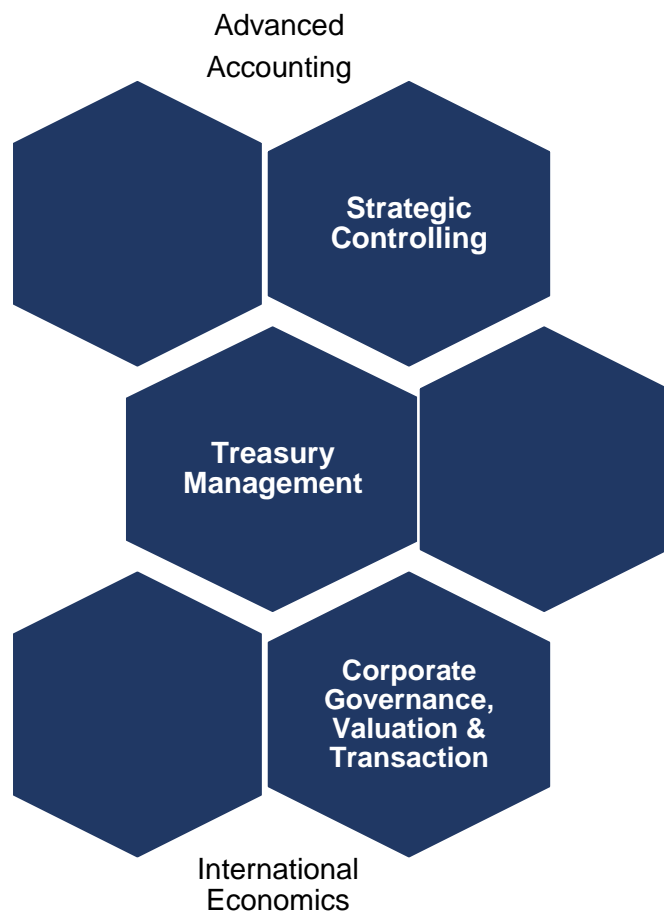 Advanced
Accounting
Strategic
Controlling
Treasury
Management
Corporate
Governance,
Valuation &
Transaction
International
Economics